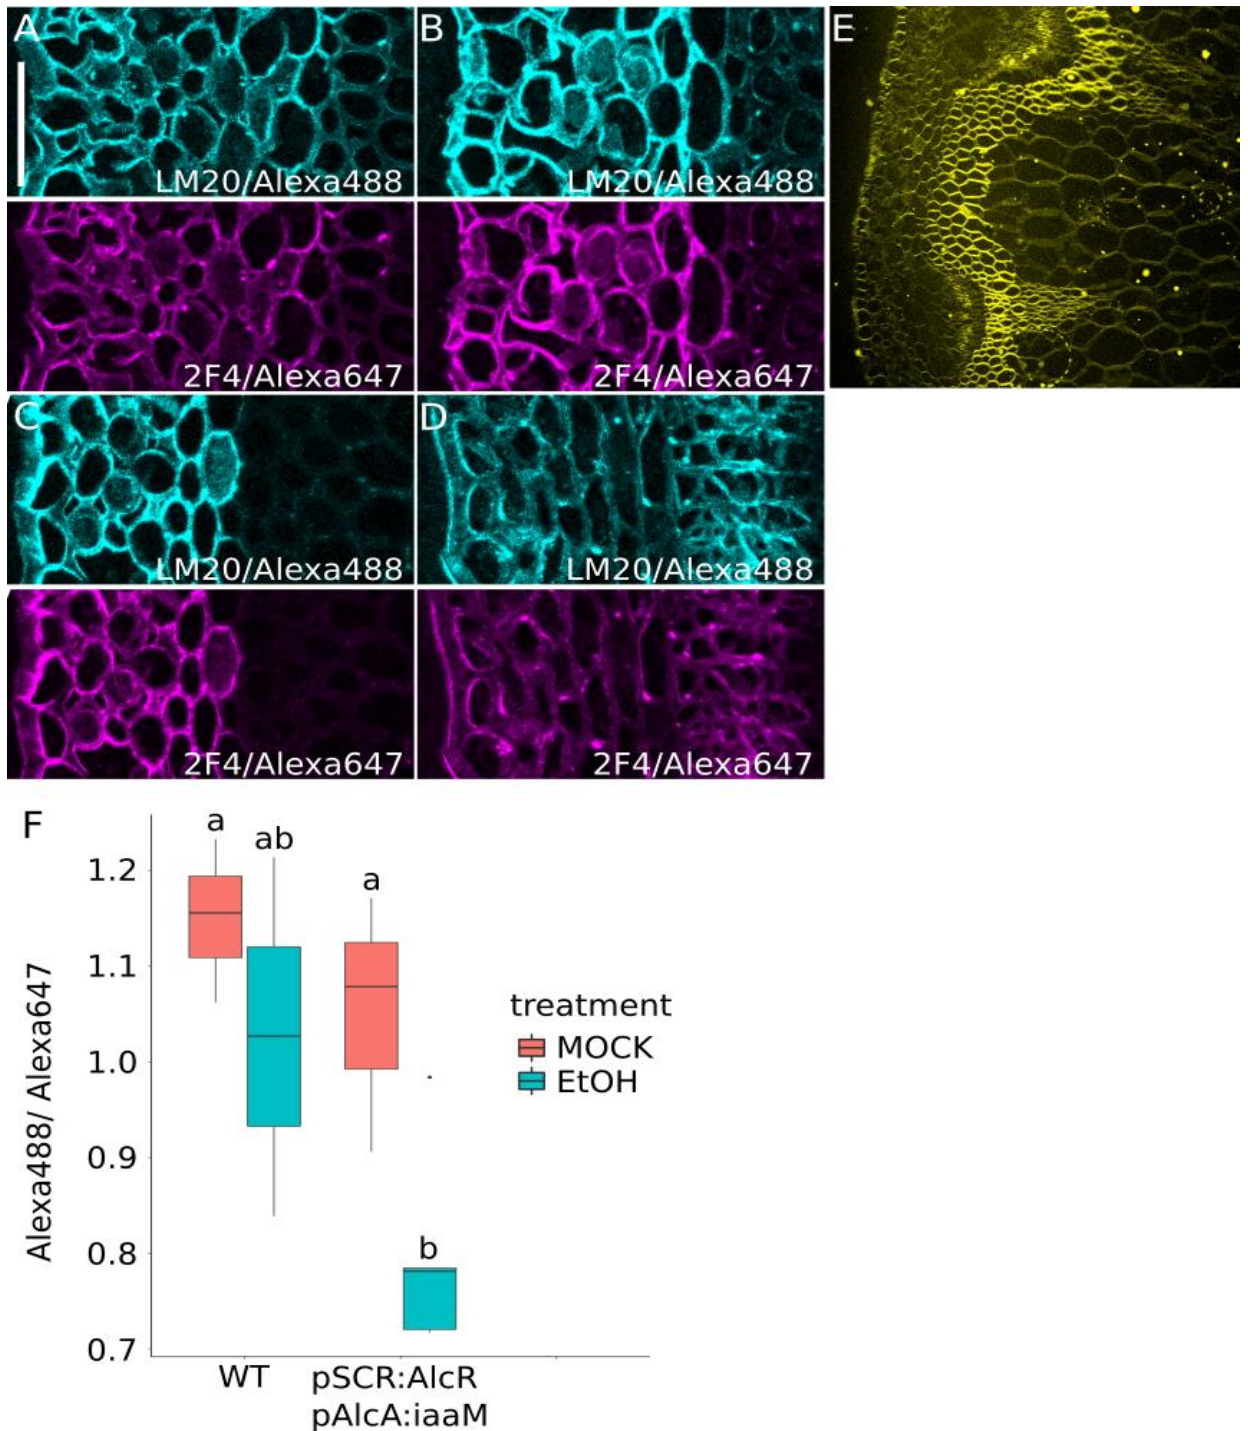 A
LM20/Alexa488
B
LM20/Alexa488
E
2F4/Alexa647
2F4/Alexa647
C
LM20/Alexa488
D
LM20/Alexa488
2F4/Alexa647
2F4/Alexa647
F
Alexa488/ Alexa647
1.2
1.1
1.0
0.9
0.8
0.7
a
ab
a
b
treatment
MOCK
EtOH
WT
pSCR:AlcR
pAlcA:iaaM